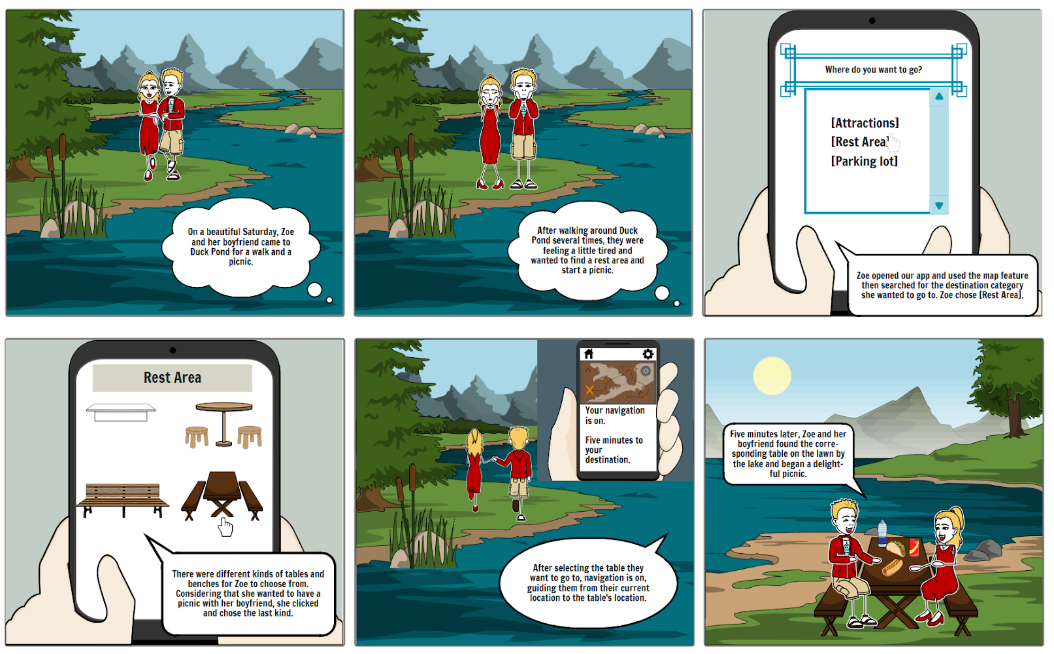 On a beautiful Saturday, Zoe
and her boyfriend came to
Duck Pond for a walk and a
picnic.
After walking around Duck
Pond several times, they were
feeling a little tired and
wanted to find a rest area and
start a picnic.
Where do you want to go?
[Attractions]
[Rest Area]
[Parking lot]
Zoe opened our app and used the map feature
then searched for the destination category
she wanted to go to. Zoe chose [Rest Area].
Rest Area
There were different kinds of tables and
benches for Zoe to choose from.
Considering that she wanted to have a
picnic with her boyfriend, she clicked
and chose the last kind.
Your navigation
is on.
Five minutes to
your
destination.
After selecting the table they
want to go to, navigation is on,
guiding them from their current
location to the table's location.
Five minutes later, Zoe and her
boyfriend found the corre-
sponding table on the lawn by
the lake and began a delight-
ful picnic.